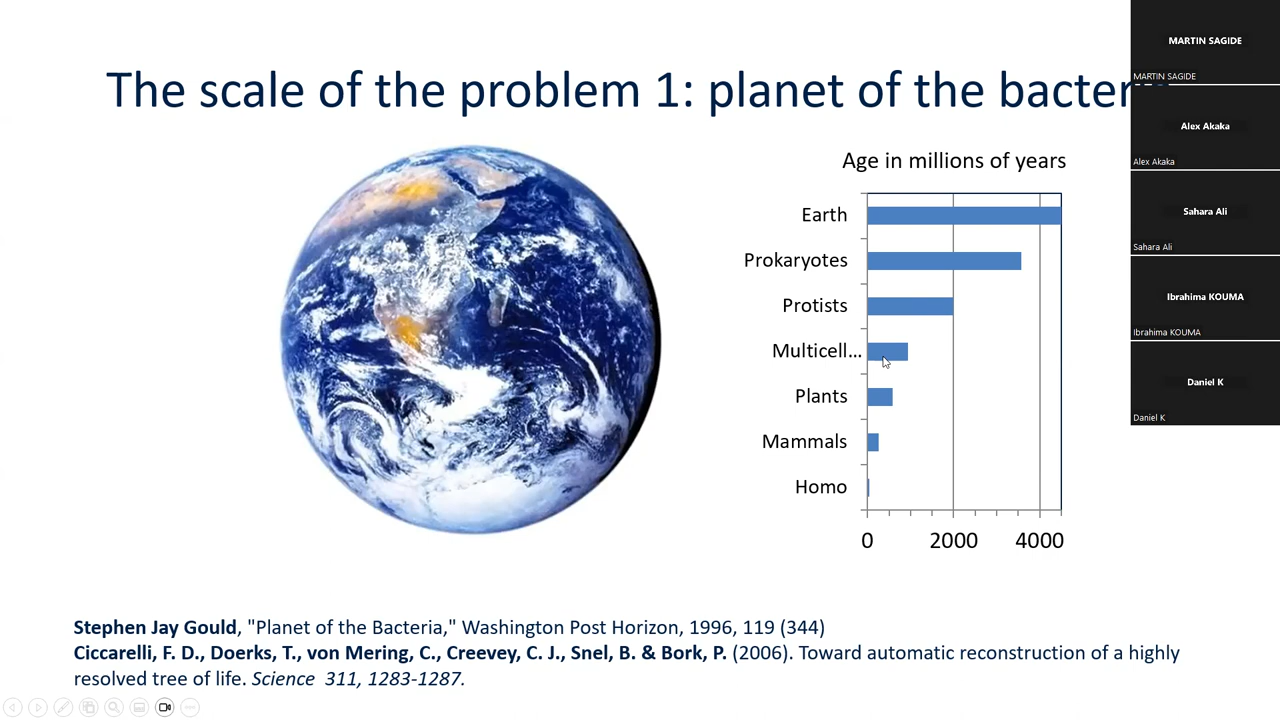 The scale of the problem 1: planet of the bacteri
Age in millions of years
Earth
Prokaryotes
Protists
Multicell...
Plants
Mammals
Homo
0 2000 4000
Stephen Jay Gould, "Planet of the Bacteria," Washington Post Horizon, 1996, 119 (344)
Ciccarelli, F. D., Doerks, T., von Mering, C., Creevey, C. J., Snel, B. & Bork, P. (2006). Toward automatic reconstruction of a highly
resolved tree of life. Science 311, 1283-1287.
MARTIN SAGIDE
MARTIN SAGIDE
Alex Akaka
Alex Akaka
Sahara Ali
Sahara Ali
Ibrahima KOUMA
Ibrahima KOUMA
Daniel K
Daniel K